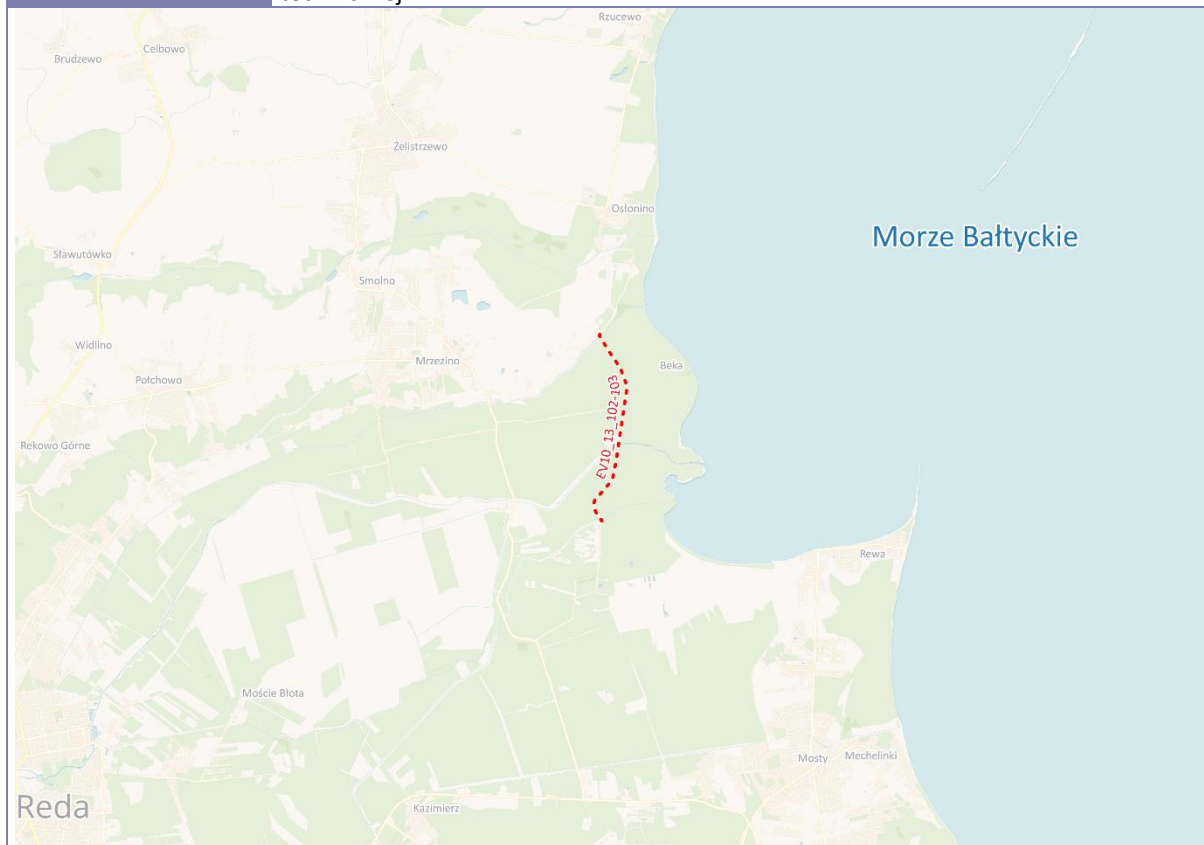 Rzucewo
Celbowo
Brudzewo
Żelistrzewo
Osłonino
Morze Bałtyckie
Sławutówko
Smolno
Widlino
Mrzezino
Beka
Połchowo
EV10_13_102-103
Rekowo Górne
Rewa
Moście Błota
Mosty
Mechelinki
Reda
Kazimierz